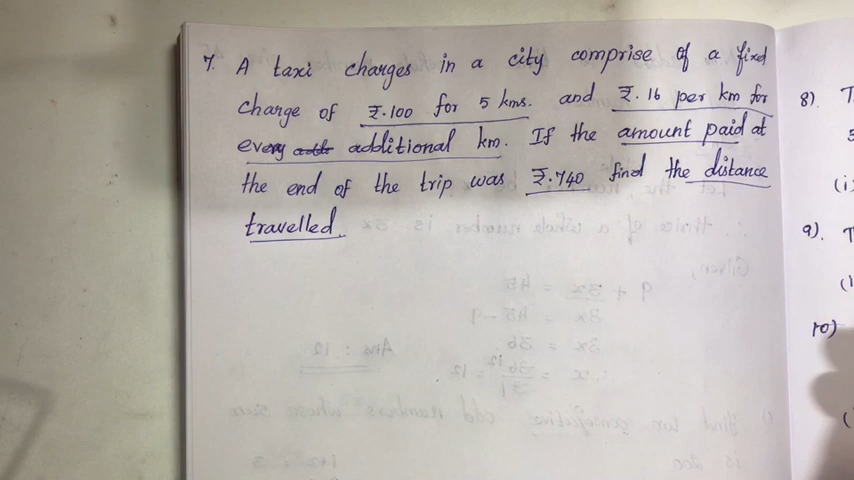 7. A taxi charges in a city comprise of a fixed
charge of ₹.100 for 5 kms. and ₹.16 per km for
every additional km. If the amount paid at
the end of the trip was ₹.740 find the distance
travelled.
8). T
(i)
9). T
(i
10)
(i